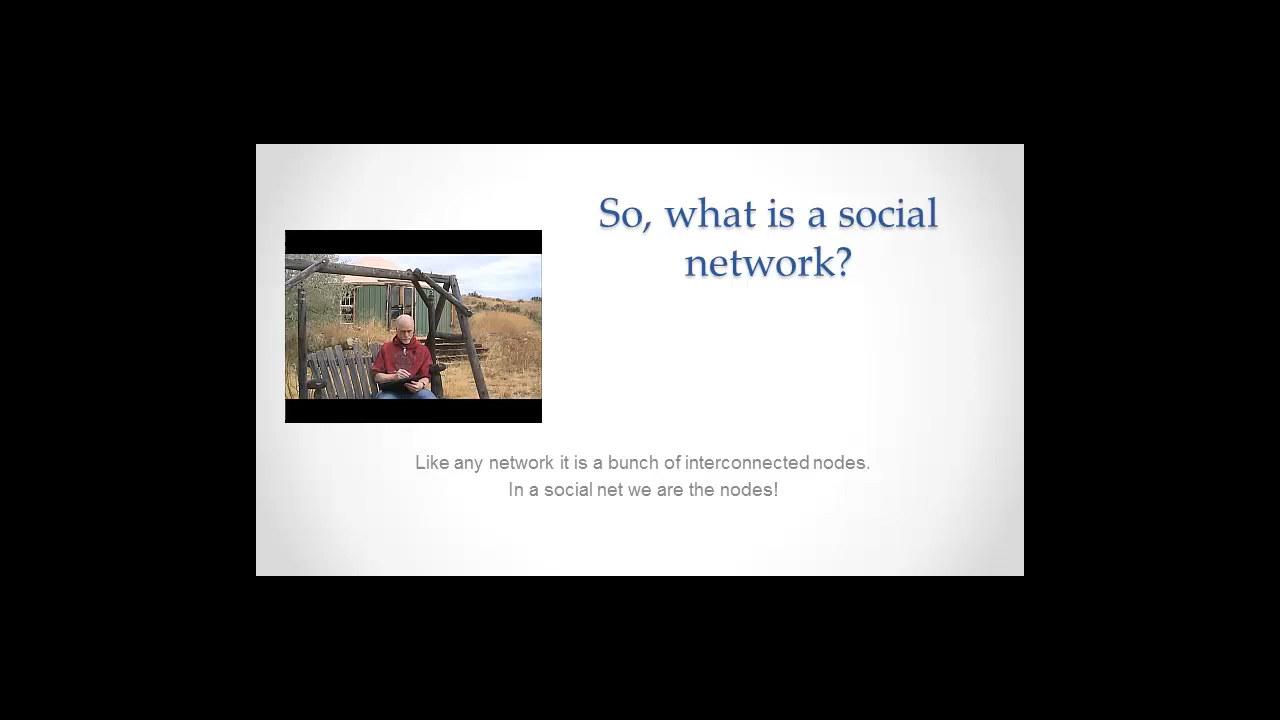 So, what is a social
network?
Like any network it is a bunch of interconnected nodes.
In a social net we are the nodes!